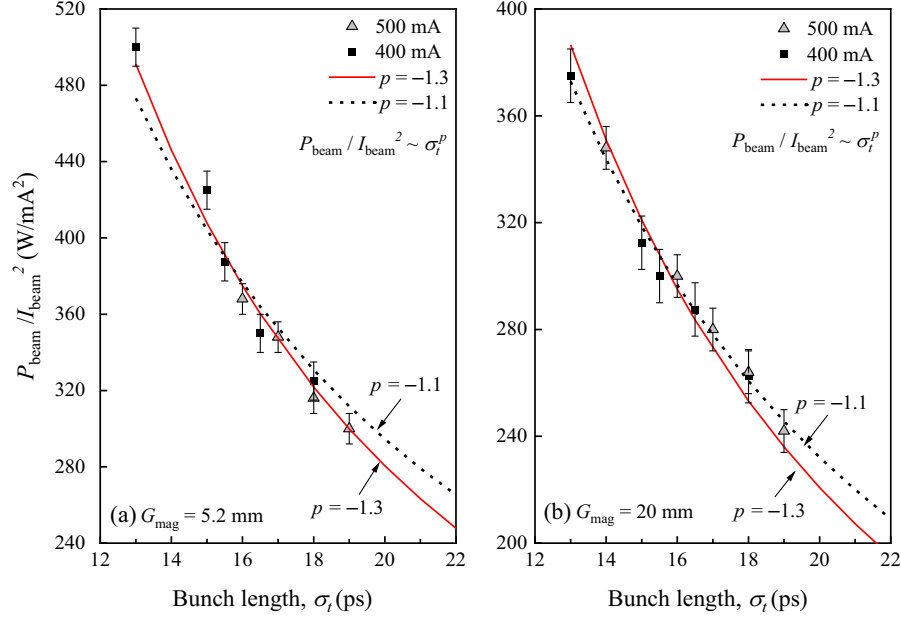 520
480
440
400
360
320
280
240
12 14 16 18 20 22
P_beam / I_beam^2 (W/mA^2)
Bunch length, σ_t (ps)
500 mA
400 mA
p = −1.3
p = −1.1
P_beam / I_beam^2 ~ σ_t^p
p = −1.1
p = −1.3
(a) G_mag = 5.2 mm
400
360
320
280
240
200
12 14 16 18 20 22
Bunch length, σ_t (ps)
500 mA
400 mA
p = −1.3
p = −1.1
P_beam / I_beam^2 ~ σ_t^p
p = −1.1
p = −1.3
(b) G_mag = 20 mm